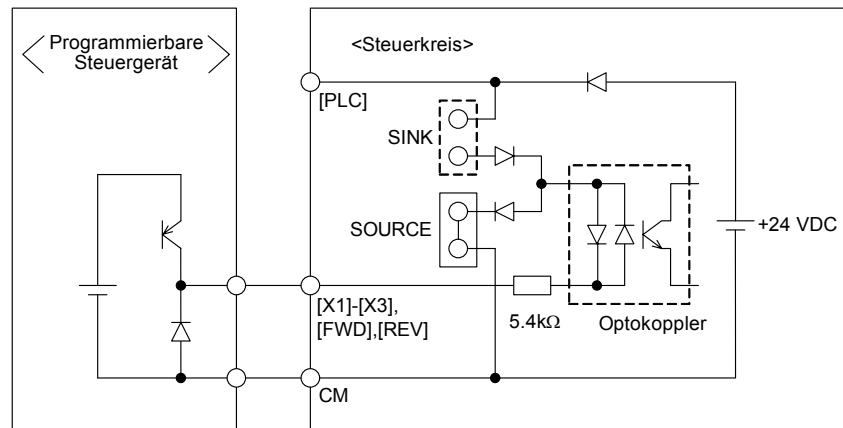 Programmierbare
Steuergerät
<Steuerkreis>
[PLC]
SINK
SOURCE
+24 VDC
[X1]-[X3],
[FWD],[REV]
5.4kΩ
Optokoppler
CM